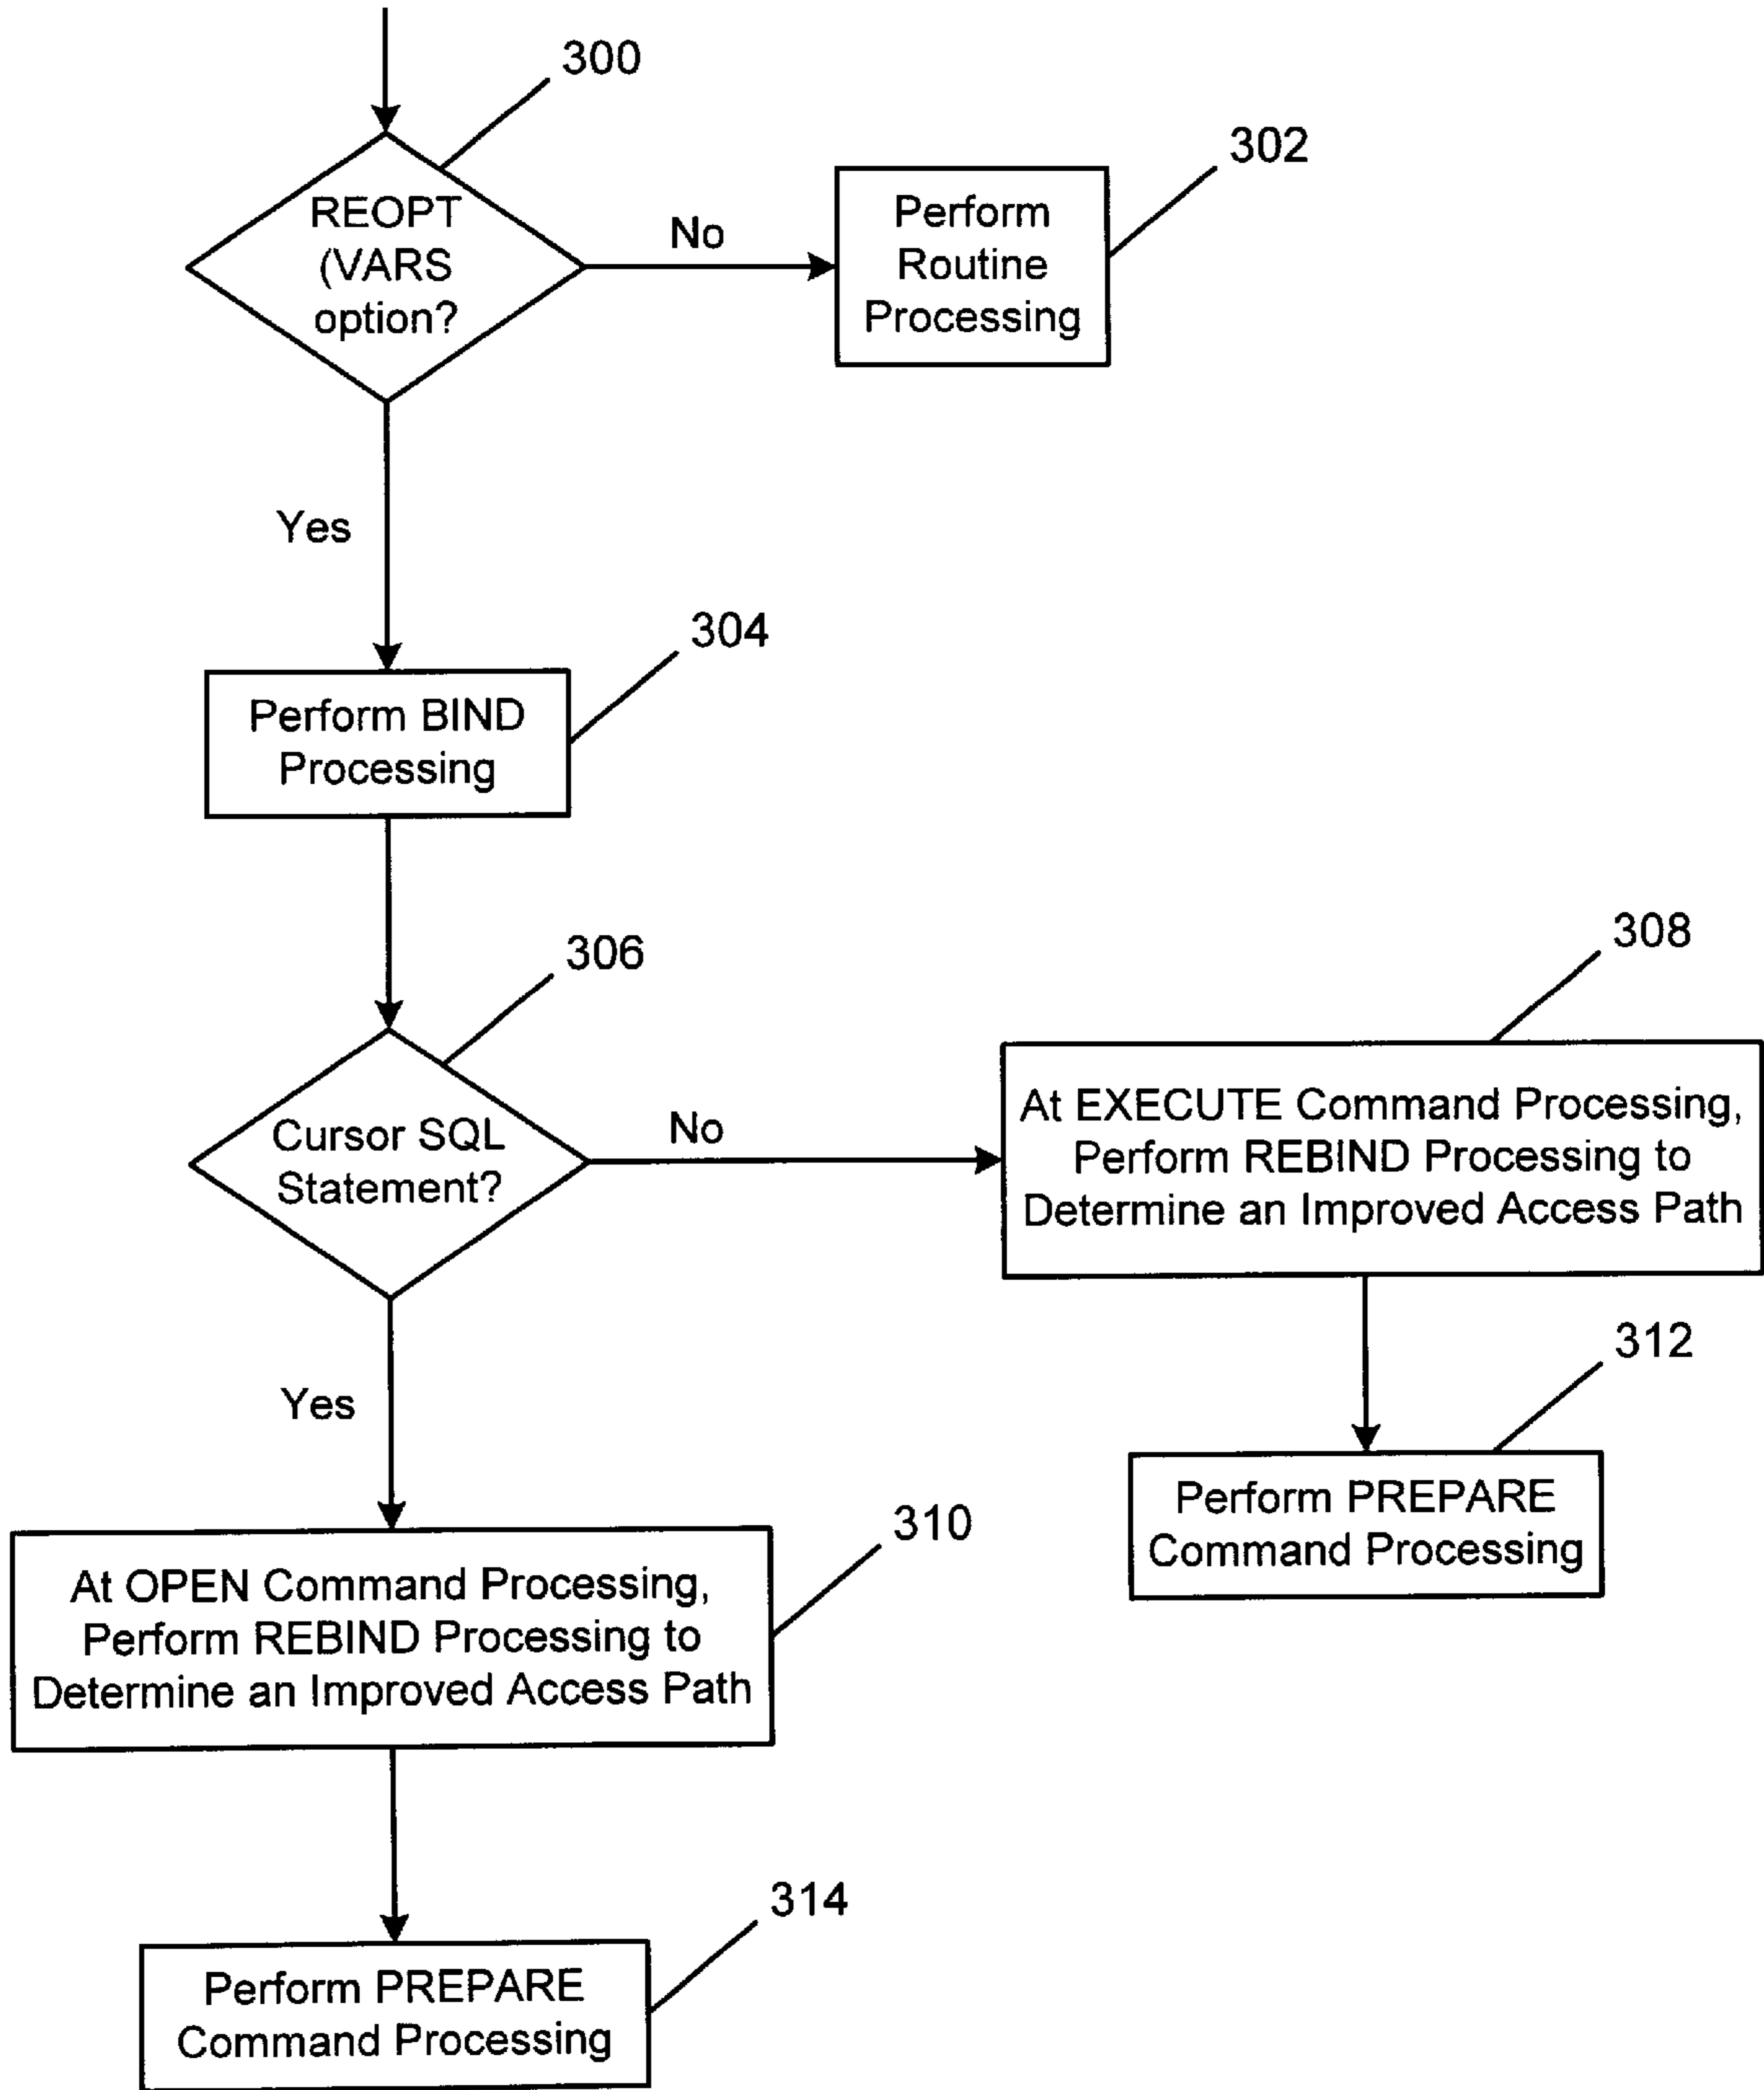 300
REOPT
(VARS
option?
No
302
Perform
Routine
Processing
Yes
304
Perform BIND
Processing
306
Cursor SQL
Statement?
No
308
At EXECUTE Command Processing,
Perform REBIND Processing to
Determine an Improved Access Path
312
Perform PREPARE
Command Processing
Yes
310
At OPEN Command Processing,
Perform REBIND Processing to
Determine an Improved Access Path
314
Perform PREPARE
Command Processing